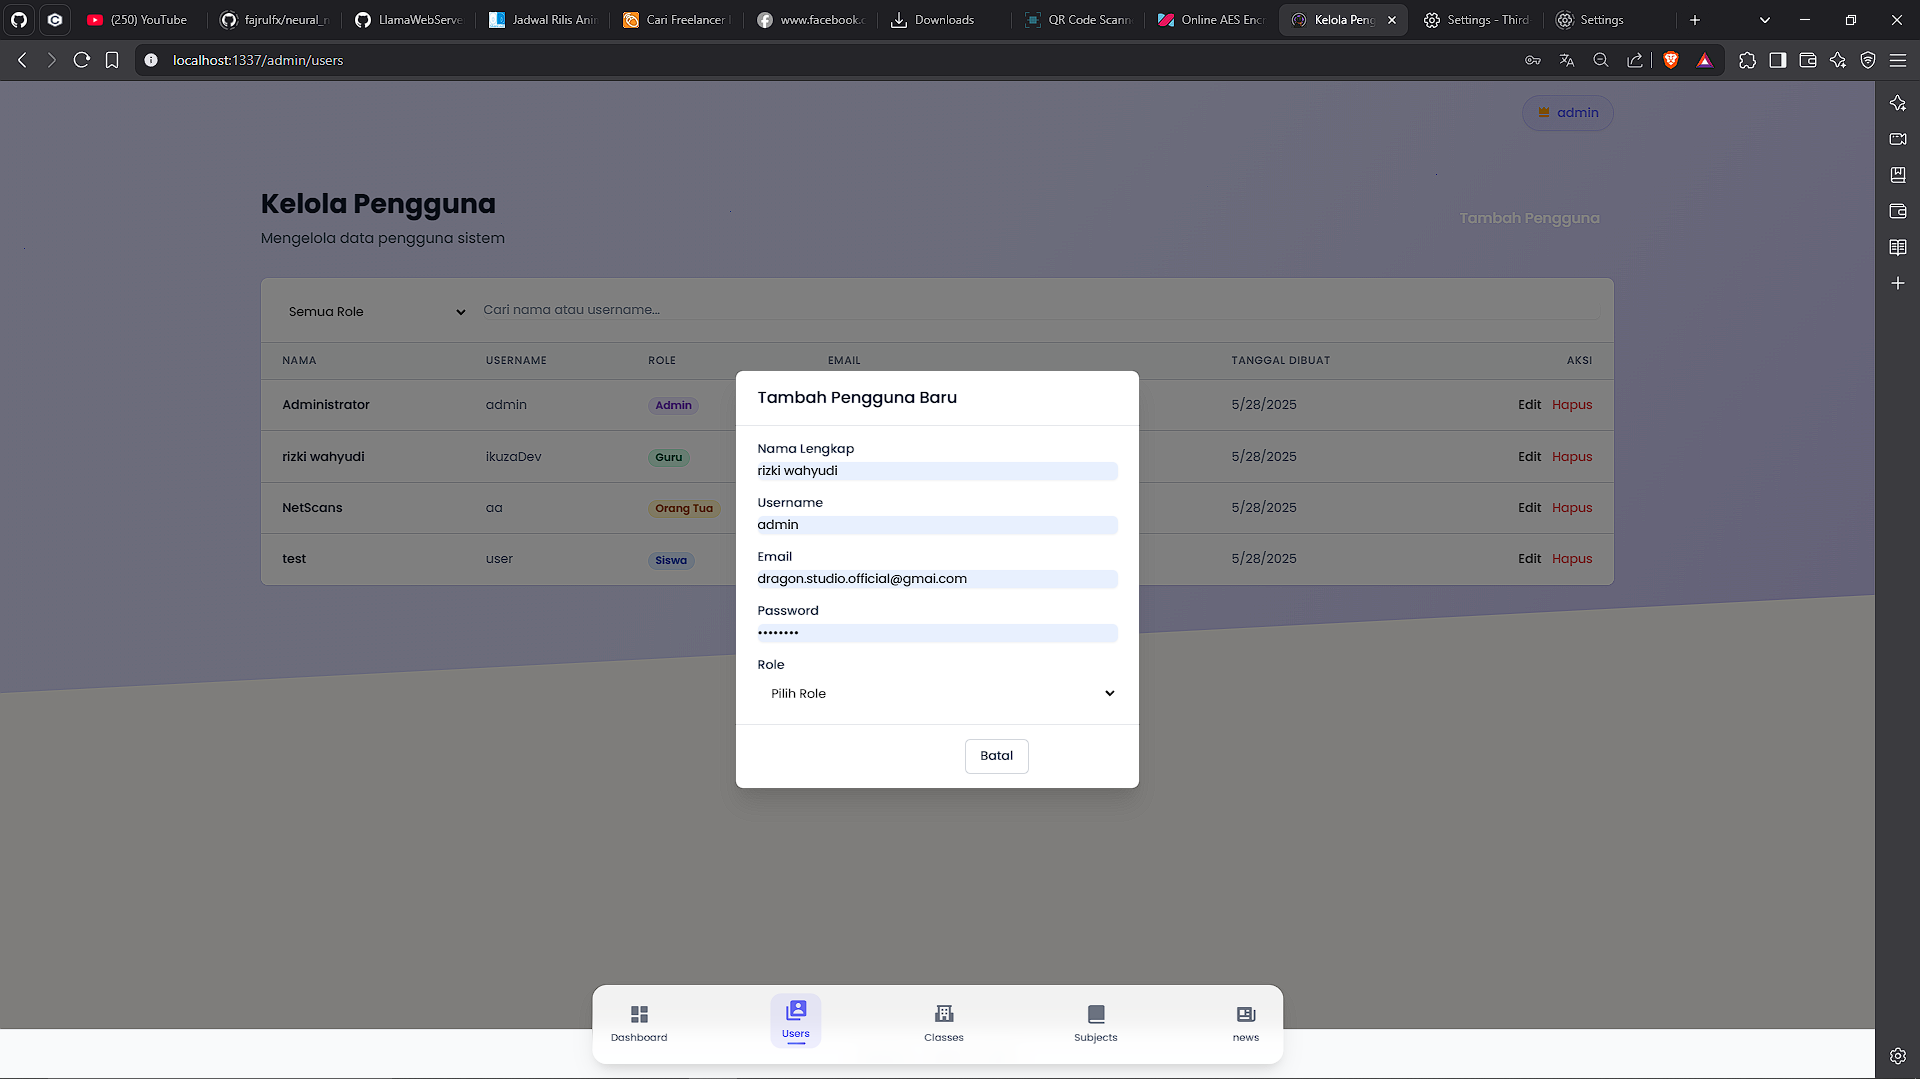 (250) YouTube
fajrulfx/neural_n
LlamaWebServe
Jadwal Rilis Ani
Cari Freelancer
www.facebook.c
Downloads
QR Code Scann
Online AES Encr
Kelola Peng
Settings - Third
Settings
localhost:1337/admin/users
admin
Kelola Pengguna
Mengelola data pengguna sistem
Tambah Pengguna
Semua Role
Cari nama atau username...
NAMA USERNAME ROLE EMAIL TANGGAL DIBUAT AKSI
Administrator admin Admin 5/28/2025 Edit Hapus
rizki wahyudi ikuzaDev Guru 5/28/2025 Edit Hapus
NetScans aa Orang Tua 5/28/2025 Edit Hapus
test user Siswa 5/28/2025 Edit Hapus
Tambah Pengguna Baru
Nama Lengkap
rizki wahyudi
Username
admin
Email
dragon.studio.official@gmai.com
Password
••••••••
Role
Pilih Role
Batal
Dashboard
Users
Classes
Subjects
news